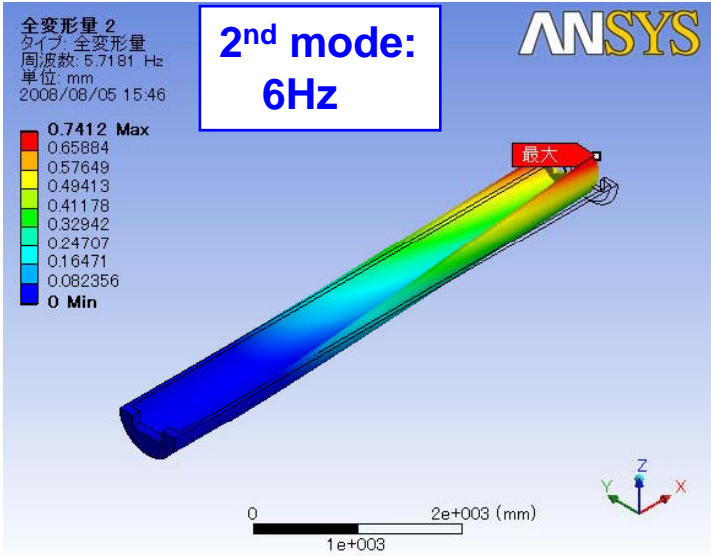 全変形量 2
タイプ: 全変形量
周波数: 5.7181 Hz
単位: mm
2008/08/05 15:46
2nd mode:
6Hz
ANSYS
0.7412 Max
0.65884
0.57649
0.49413
0.41178
0.32942
0.24707
0.16471
0.082356
0 Min
最大
Z
Y
X
0
2e+003 (mm)
1e+003